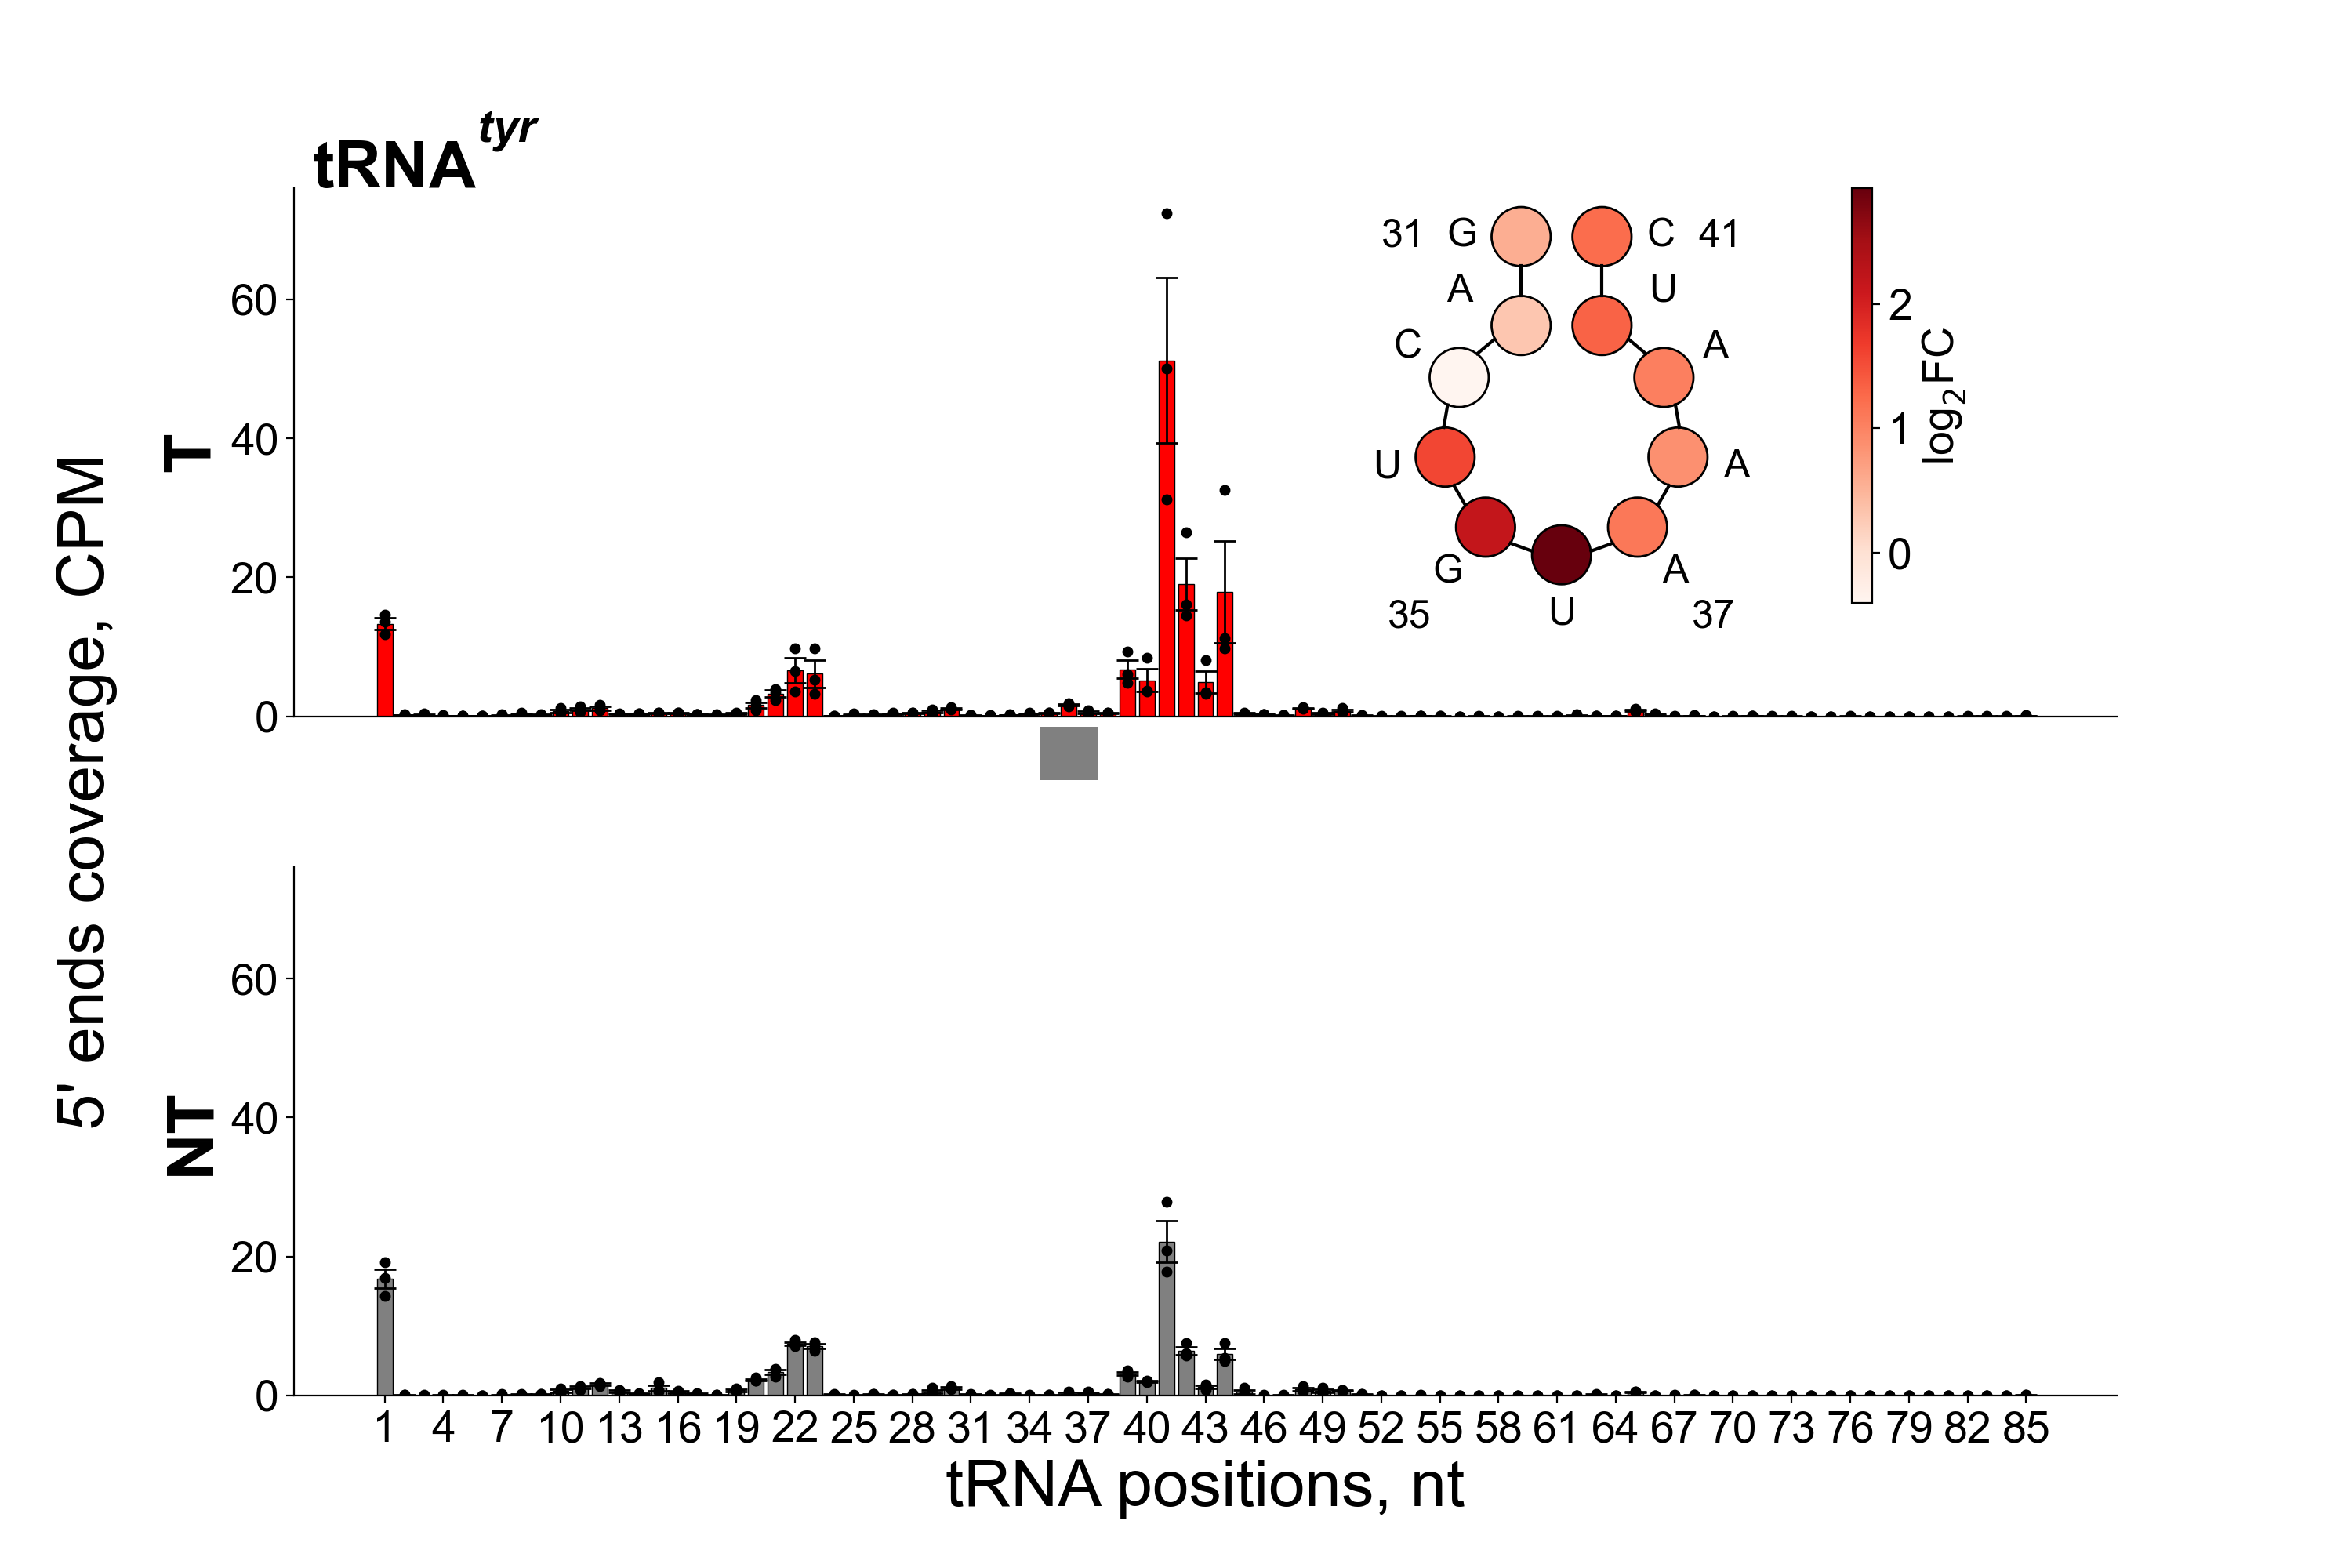 tRNA^tyr
5' ends coverage, CPM
T
60
40
20
0
31 G C 41
A U
C A
U A
G A
35 U 37
2
1
0
log₂FC
NT
60
40
20
0
1 4 7 10 13 16 19 22 25 28 31 34 37 40 43 46 49 52 55 58 61 64 67 70 73 76 79 82 85
tRNA positions, nt